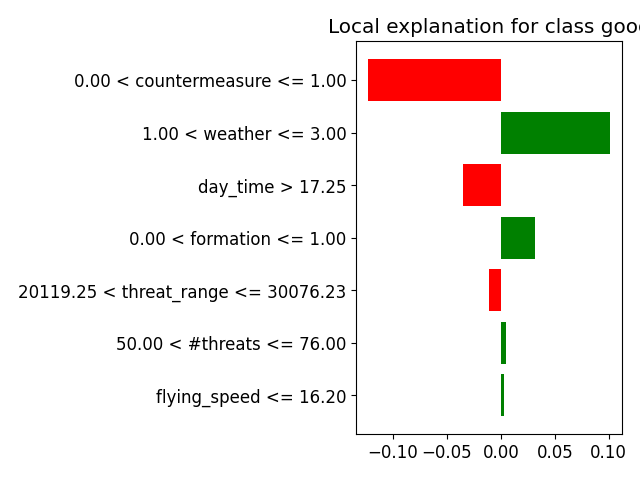 Local explanation for class good
0.00 < countermeasure <= 1.00
1.00 < weather <= 3.00
day_time > 17.25
0.00 < formation <= 1.00
20119.25 < threat_range <= 30076.23
50.00 < #threats <= 76.00
flying_speed <= 16.20
−0.10 −0.05 0.00 0.05 0.10